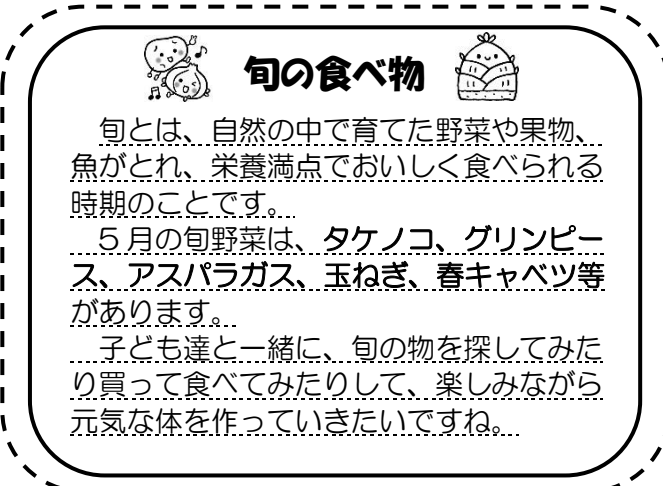 旬の食べ物
旬とは、自然の中で育てた野菜や果物、
魚がとれ、栄養満点でおいしく食べられる
時期のことです。
５月の旬野菜は、タケノコ、グリンピー
ス、アスパラガス、玉ねぎ、春キャベツ等
があります。
子ども達と一緒に、旬の物を探してみた
り買って食べてみたりして、楽しみながら
元気な体を作っていきたいですね。